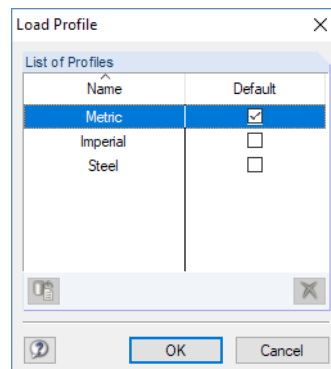 Load Profile
List of Profiles
Name Default
Metric
Imperial
Steel
OK Cancel